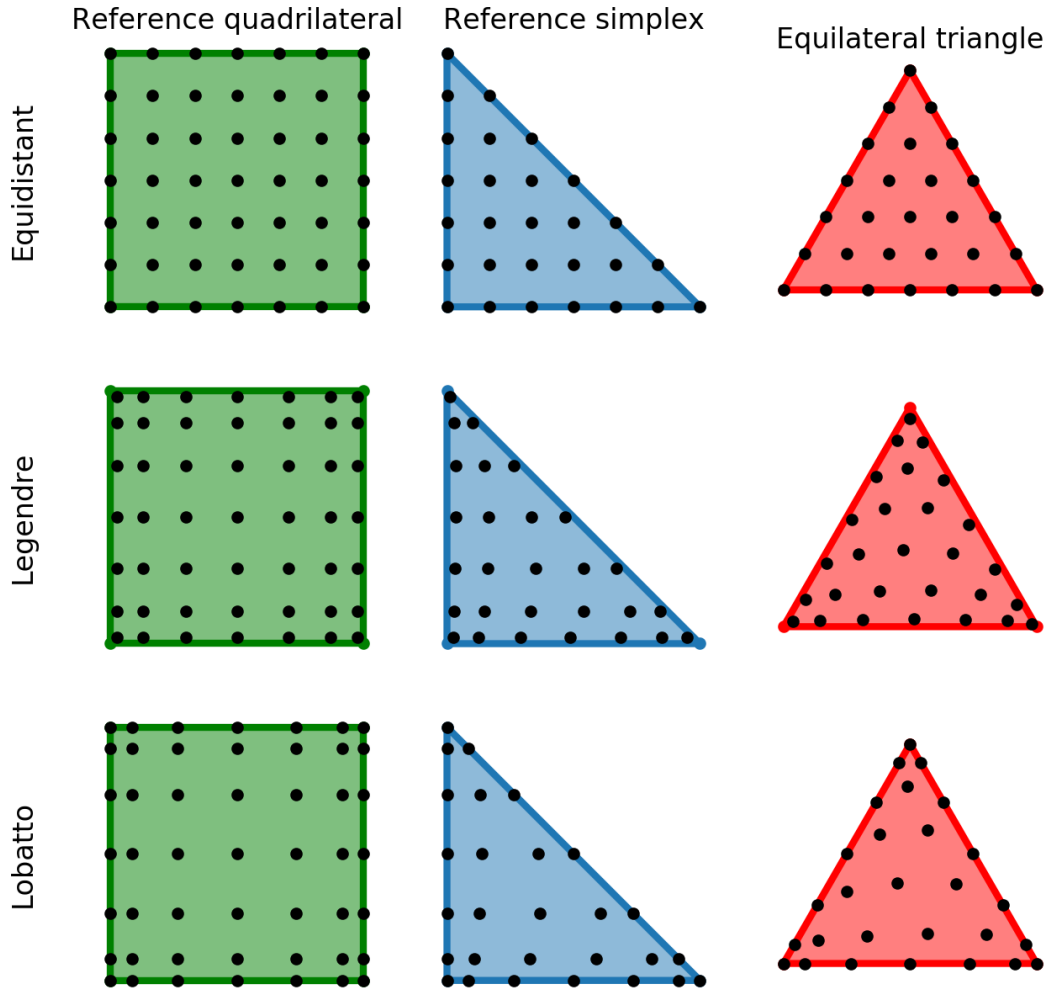 Reference quadrilateral
Reference simplex
Equilateral triangle
Equidistant
Legendre
Lobatto